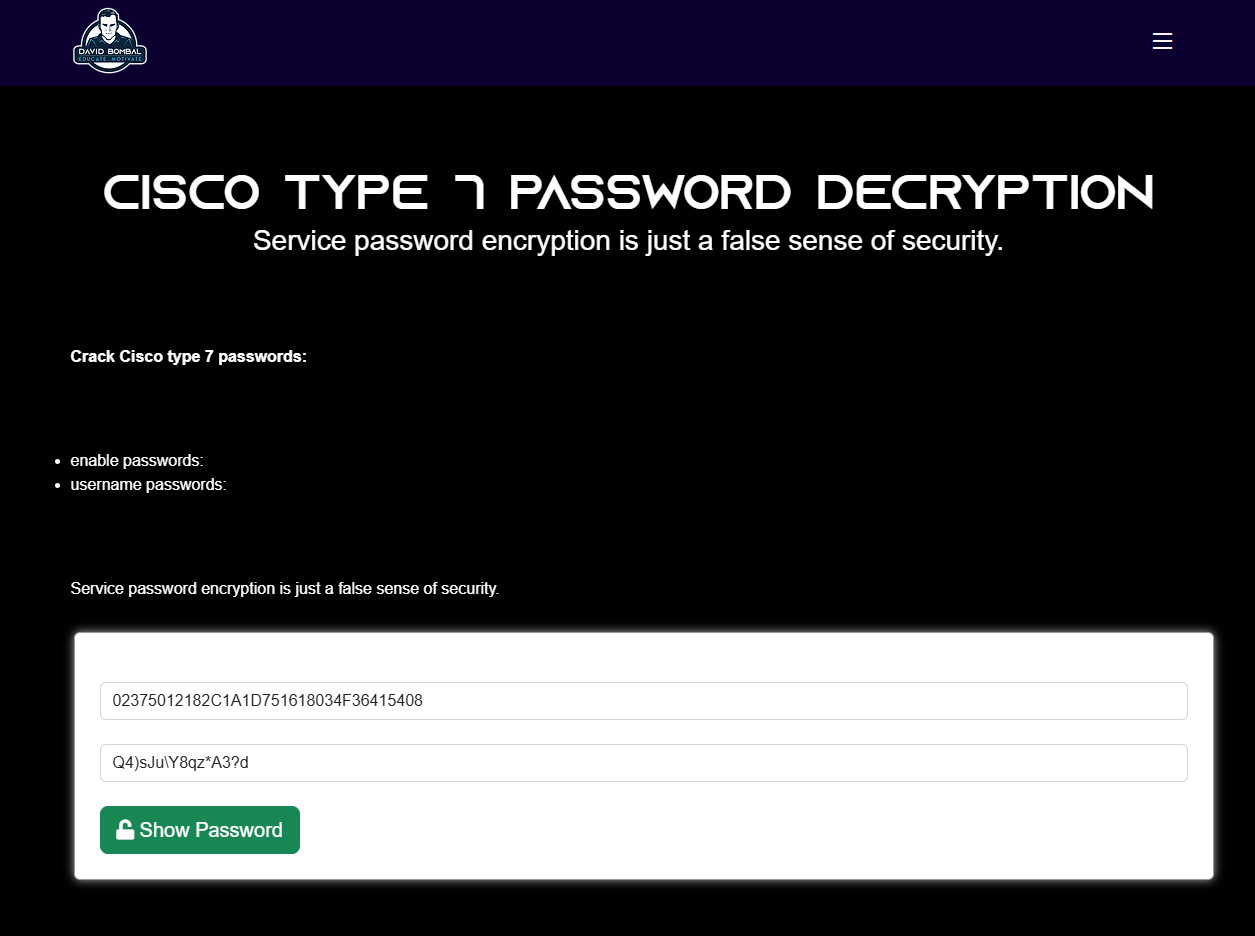 DAVID BOMBAL
EDUCATE MOTIVATE
CISCO TYPE 7 PASSWORD DECRYPTION
Service password encryption is just a false sense of security.
Crack Cisco type 7 passwords:
• enable passwords:
• username passwords:
Service password encryption is just a false sense of security.
02375012182C1A1D751618034F36415408
Q4)sJu\Y8qz*A3?d
Show Password